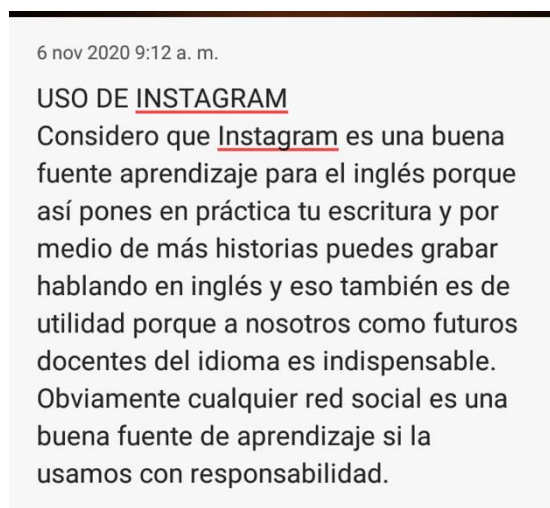 6 nov 2020 9:12 a. m.
USO DE INSTAGRAM
Considero que Instagram es una buena
fuente aprendizaje para el inglés porque
así pones en práctica tu escritura y por
medio de más historias puedes grabar
hablando en inglés y eso también es de
utilidad porque a nosotros como futuros
docentes del idioma es indispensable.
Obviamente cualquier red social es una
buena fuente de aprendizaje si la
usamos con responsabilidad.